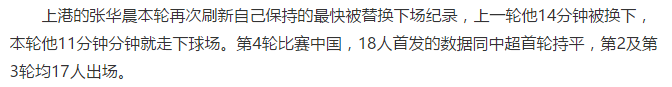 上港的张华晨本轮再次刷新自己保持的最快被替换下场纪录，上一轮他14分钟被换下，
本轮他11分钟分钟就走下球场。第4轮比赛中国，18人首发的数据同中超首轮持平，第2及第
3轮均17人出场。